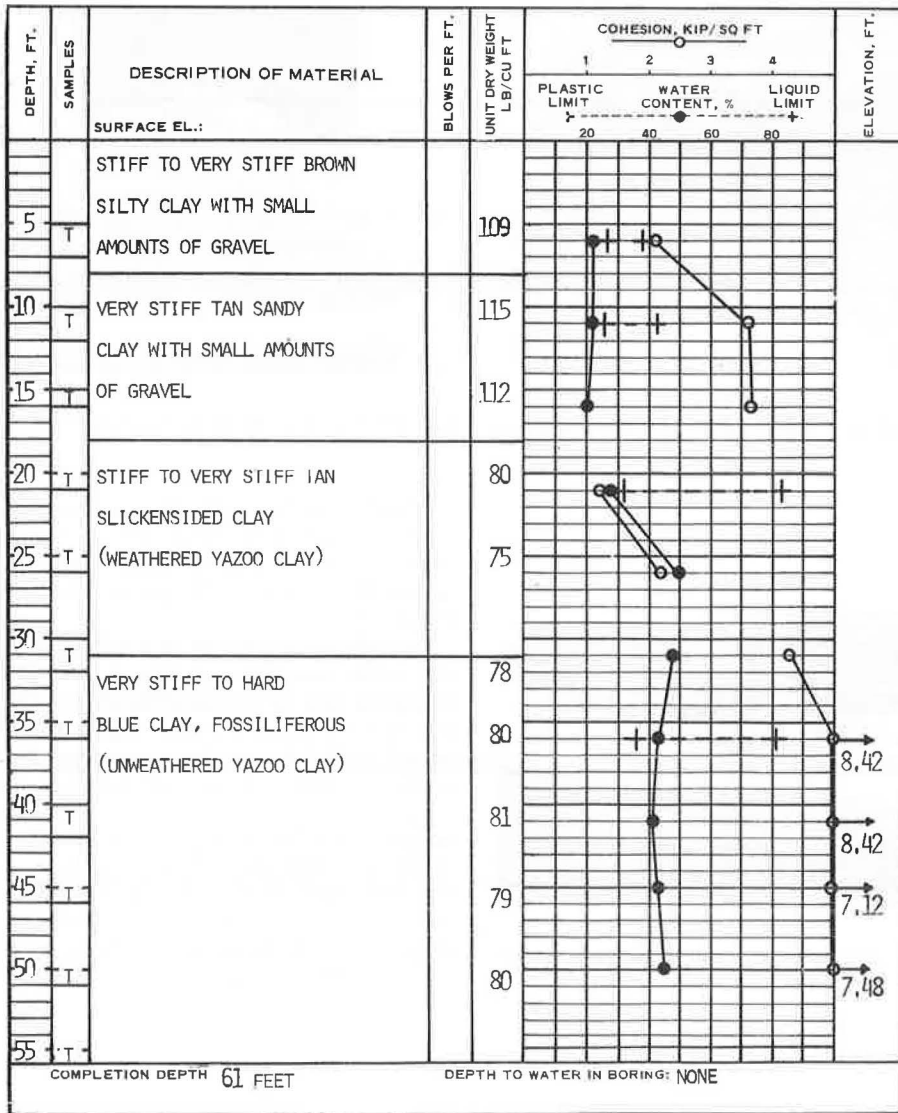 DEPTH, FT.
SAMPLES
DESCRIPTION OF MATERIAL
SURFACE EL.:
BLOWS PER FT.
UNIT DRY WEIGHT
LB/CU FT
COHESION, KIP/SQ FT
1 2 3 4
PLASTIC LIMIT
WATER CONTENT, %
LIQUID LIMIT
20 40 60 80
ELEVATION, FT.
STIFF TO VERY STIFF BROWN
SILTY CLAY WITH SMALL
5 T 109
AMOUNTS OF GRAVEL
10 VERY STIFF TAN SANDY 115
T
CLAY WITH SMALL AMOUNTS
OF GRAVEL
15 T 112
20 T STIFF TO VERY STIFF TAN 80
SLICKENSIDED CLAY
25 T (WEATHERED YAZOO CLAY) 75
30
T 78
VERY STIFF TO HARD
35 T BLUE CLAY, FOSSILIFEROUS 80
(UNWEATHERED YAZOO CLAY) 8.42
40 T 81
8.42
45 T 79 7.12
50 T 80 7.48
55 T
COMPLETION DEPTH 61 FEET DEPTH TO WATER IN BORING: NONE